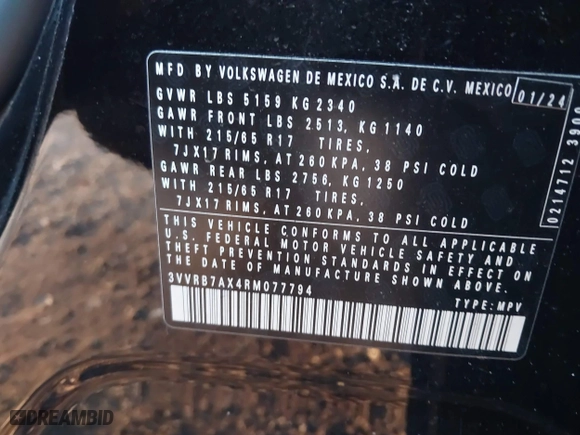 MFD BY VOLKSWAGEN DE MEXICO S.A. DE C.V. MEXICO 01/24
GVWR LBS 5159 KG 2340
GAWR FRONT LBS 2513, KG 1140
WITH 215/65 R17 TIRES,
7JX17 RIMS, AT 260 KPA, 38 PSI COLD
GAWR REAR LBS 2756, KG 1250
WITH 215/65 R17 TIRES,
7JX17 RIMS, AT 260 KPA, 38 PSI COLD
THIS VEHICLE CONFORMS TO ALL APPLICABLE
U.S. FEDERAL MOTOR VEHICLE SAFETY AND
THEFT PREVENTION STANDARDS IN EFFECT ON
THE DATE OF MANUFACTURE SHOWN ABOVE.
3VVRB7AX4RM077794 TYPE: MPV
0214712 3900
DREAMBID